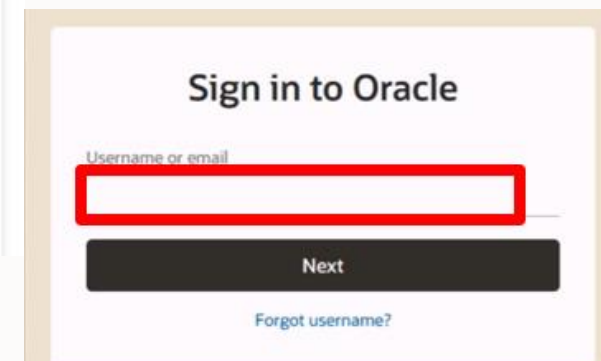 Sign in to Oracle
Username or email
Next
Forgot username?